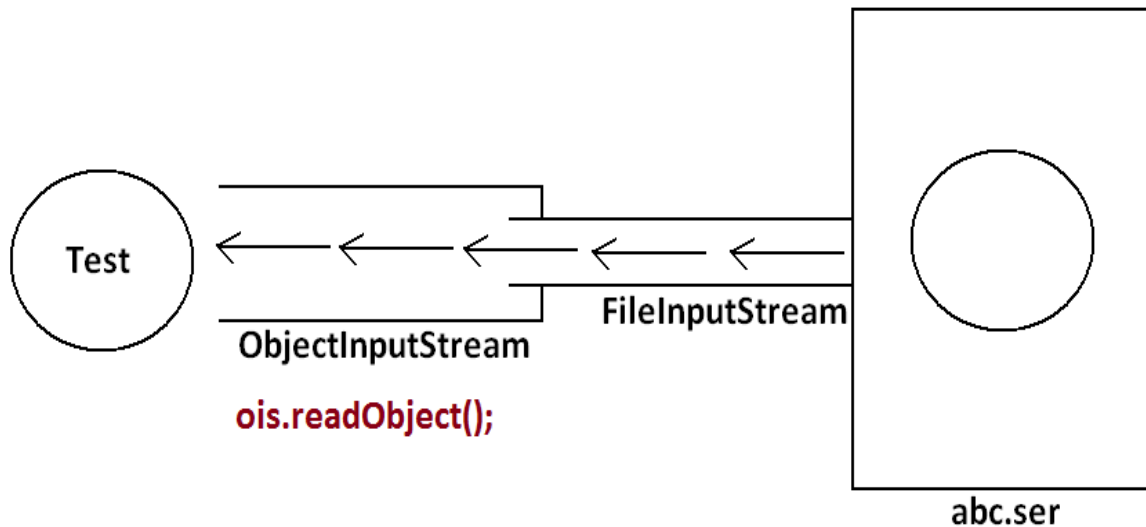 Test
FileInputStream
ObjectInputStream
ois.readObject();
abc.ser